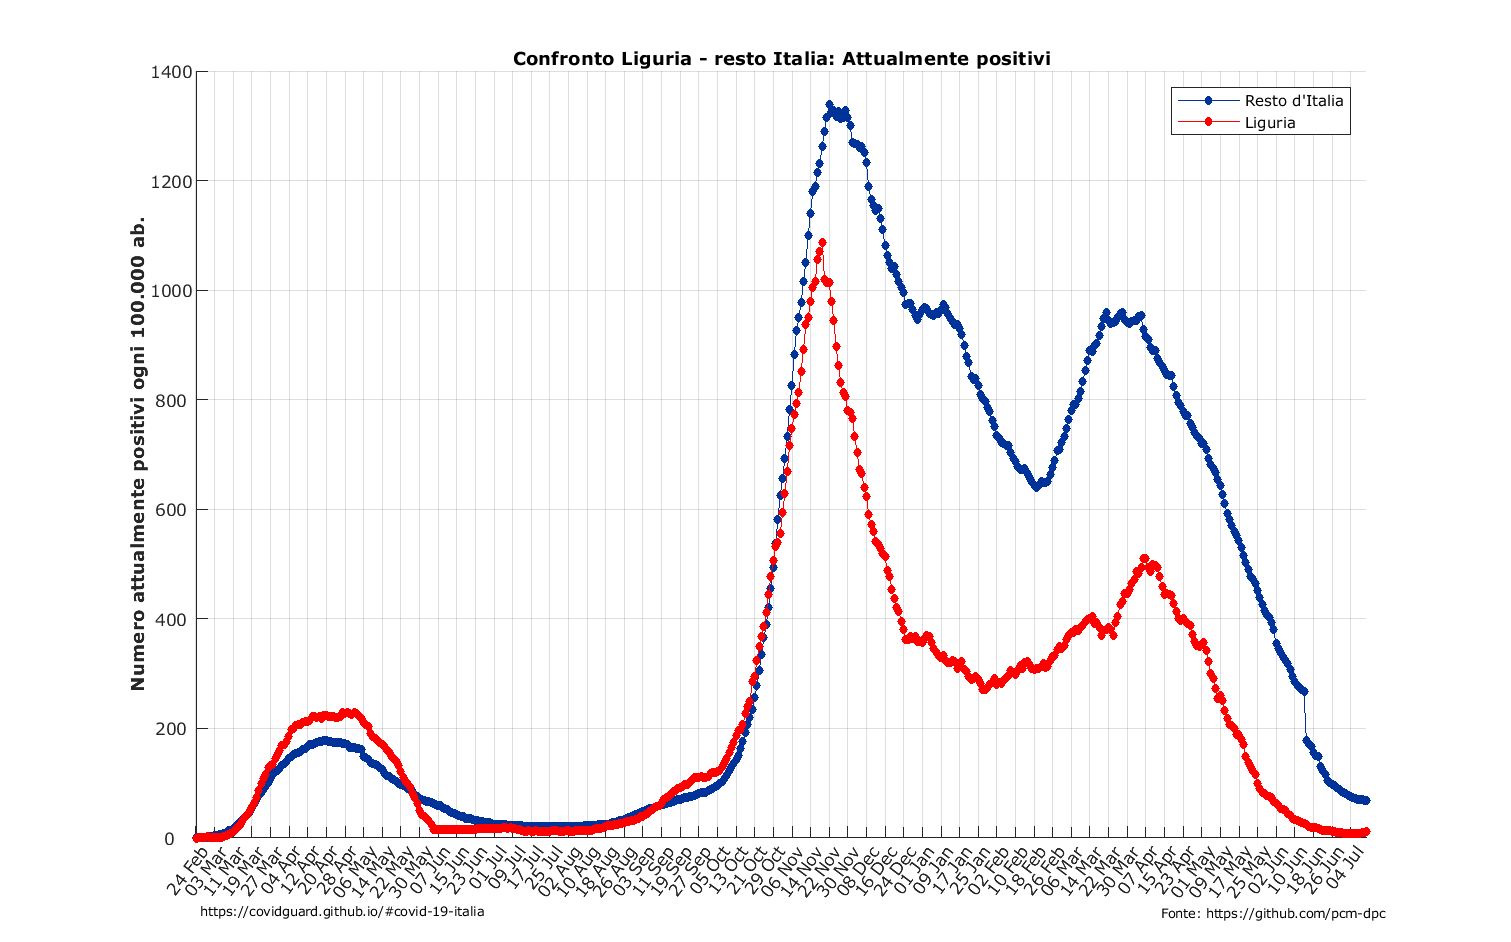 Confronto Liguria - resto Italia: Attualmente positivi
Resto d'Italia
Liguria
Numero attualmente positivi ogni 100.000 ab.
1400
1200
1000
800
600
400
200
0
24 Feb
03 Mar
11 Mar
19 Mar
27 Mar
04 Apr
12 Apr
20 Apr
28 Apr
06 May
14 May
22 May
30 May
07 Jun
15 Jun
23 Jun
01 Jul
09 Jul
17 Jul
25 Jul
02 Aug
10 Aug
18 Aug
26 Aug
03 Sep
11 Sep
19 Sep
27 Sep
05 Oct
13 Oct
21 Oct
29 Oct
06 Nov
14 Nov
22 Nov
30 Nov
08 Dec
16 Dec
24 Dec
01 Jan
09 Jan
17 Jan
25 Jan
02 Feb
10 Feb
18 Feb
26 Feb
06 Mar
14 Mar
22 Mar
30 Mar
07 Apr
15 Apr
23 Apr
01 May
09 May
17 May
25 May
02 Jun
10 Jun
18 Jun
26 Jun
04 Jul
https://covidguard.github.io/#covid-19-italia
Fonte: https://github.com/pcm-dpc